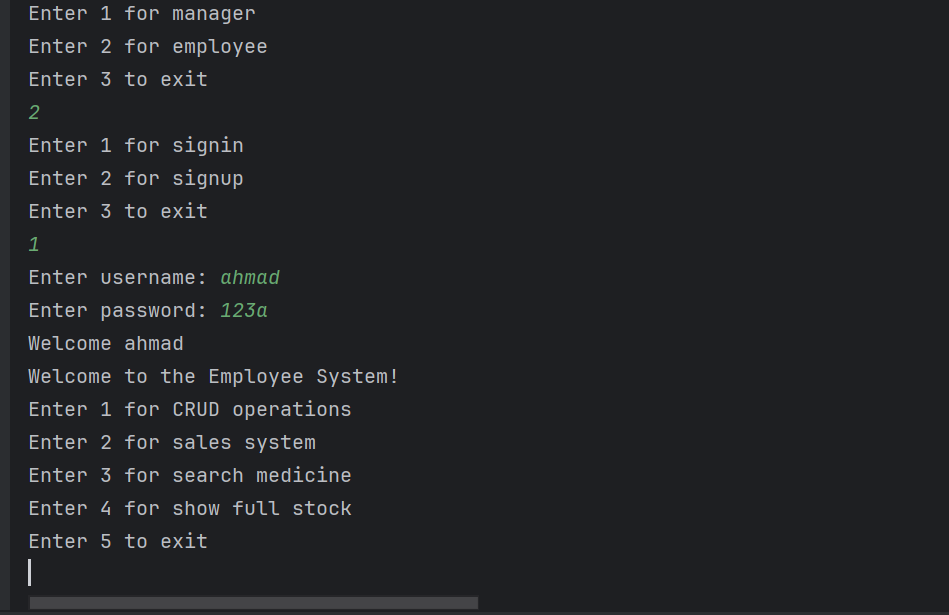 Enter 1 for manager
Enter 2 for employee
Enter 3 to exit
2
Enter 1 for signin
Enter 2 for signup
Enter 3 to exit
1
Enter username: ahmad
Enter password: 123a
Welcome ahmad
Welcome to the Employee System!
Enter 1 for CRUD operations
Enter 2 for sales system
Enter 3 for search medicine
Enter 4 for show full stock
Enter 5 to exit